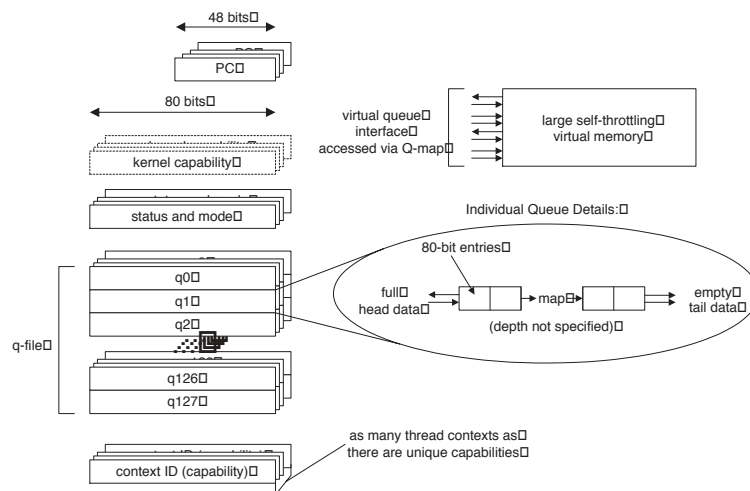 48 bits
PC
80 bits
kernel capability
status and mode
q-file
q0
q1
q2
q126
q127
context ID (capability)
as many thread contexts as
there are unique capabilities
virtual queue
interface
accessed via Q-map
large self-throttling
virtual memory
Individual Queue Details:
80-bit entries
full
head data
map
(depth not specified)
empty
tail data